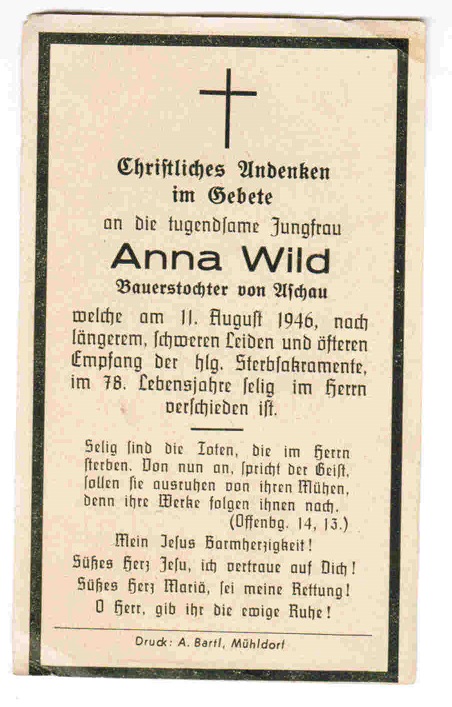 Christliches Andenken
im Gebete
an die tugendsame Jungfrau
Anna Wild
Bauerstochter von Aschau
welche am 11. August 1946, nach
längerem, schweren Leiden und öfteren
Empfang der hlg. Sterbsakramente,
im 78. Lebensjahre selig im Herrn
verschieden ist.
Selig sind die Toten, die im Herrn
sterben. Von nun an, spricht der Geist,
sollen sie ausruhen von ihren Mühen,
denn ihre Werke folgen ihnen nach.
(Offenbg. 14, 13.)
Mein Jesus Barmherzigkeit!
Süßes Herz Jesu, ich vertraue auf Dich!
Süßes Herz Mariä, sei meine Rettung!
O Herr, gib ihr die ewige Ruhe!
Druck: A. Bartl, Mühldorf